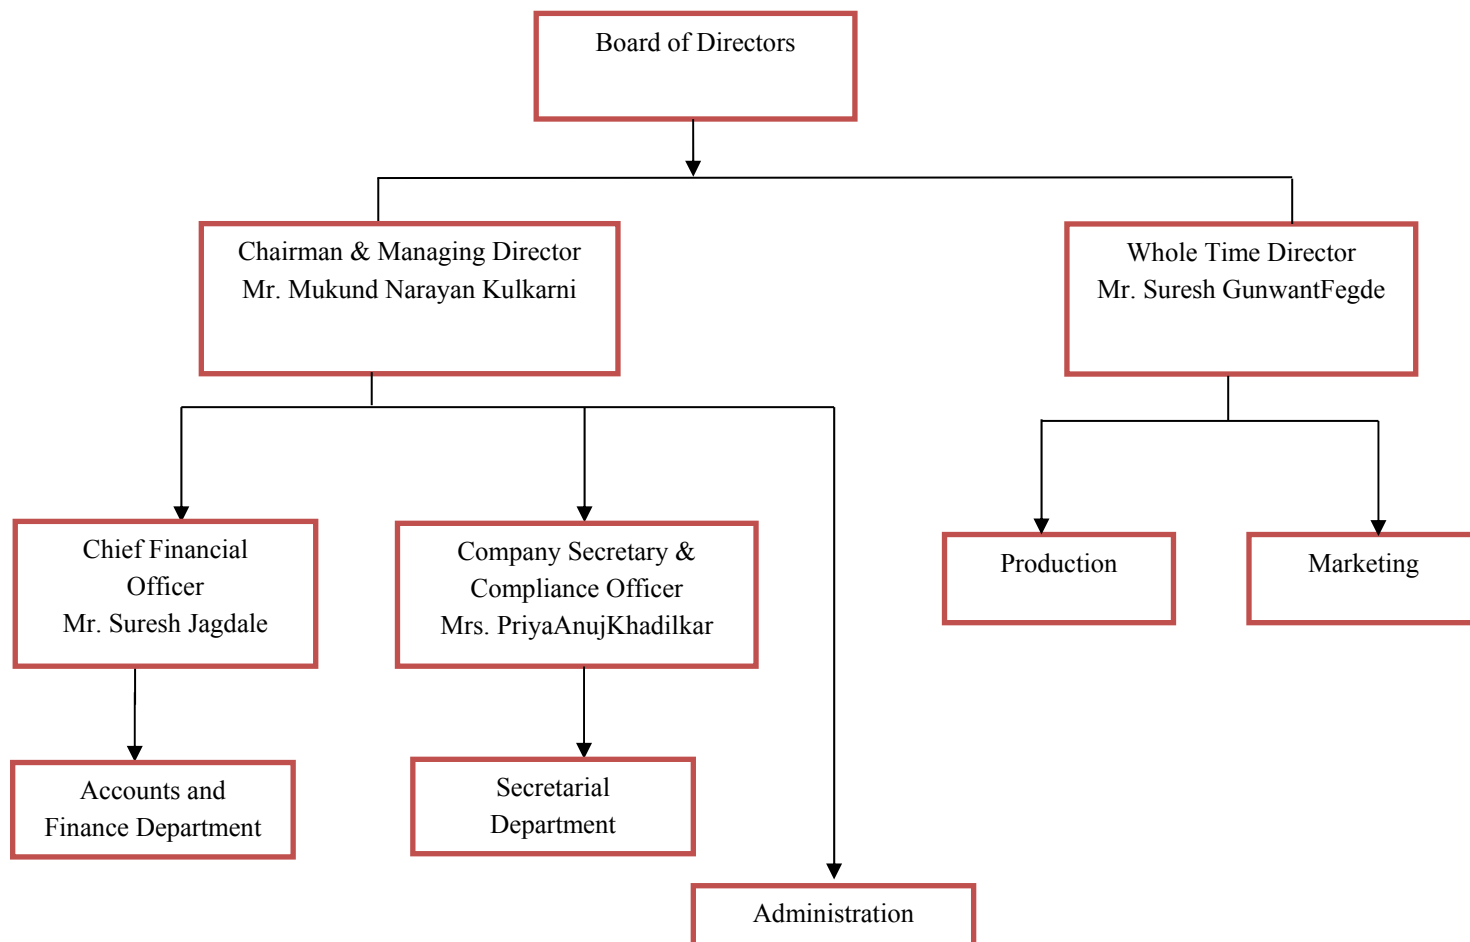 Board of Directors
Chairman & Managing Director
Mr. Mukund Narayan Kulkarni
Whole Time Director
Mr. Suresh GunwantFegde
Chief Financial
Officer
Mr. Suresh Jagdale
Company Secretary &
Compliance Officer
Mrs. PriyaAnujKhadilkar
Production
Marketing
Accounts and
Finance Department
Secretarial
Department
Administration